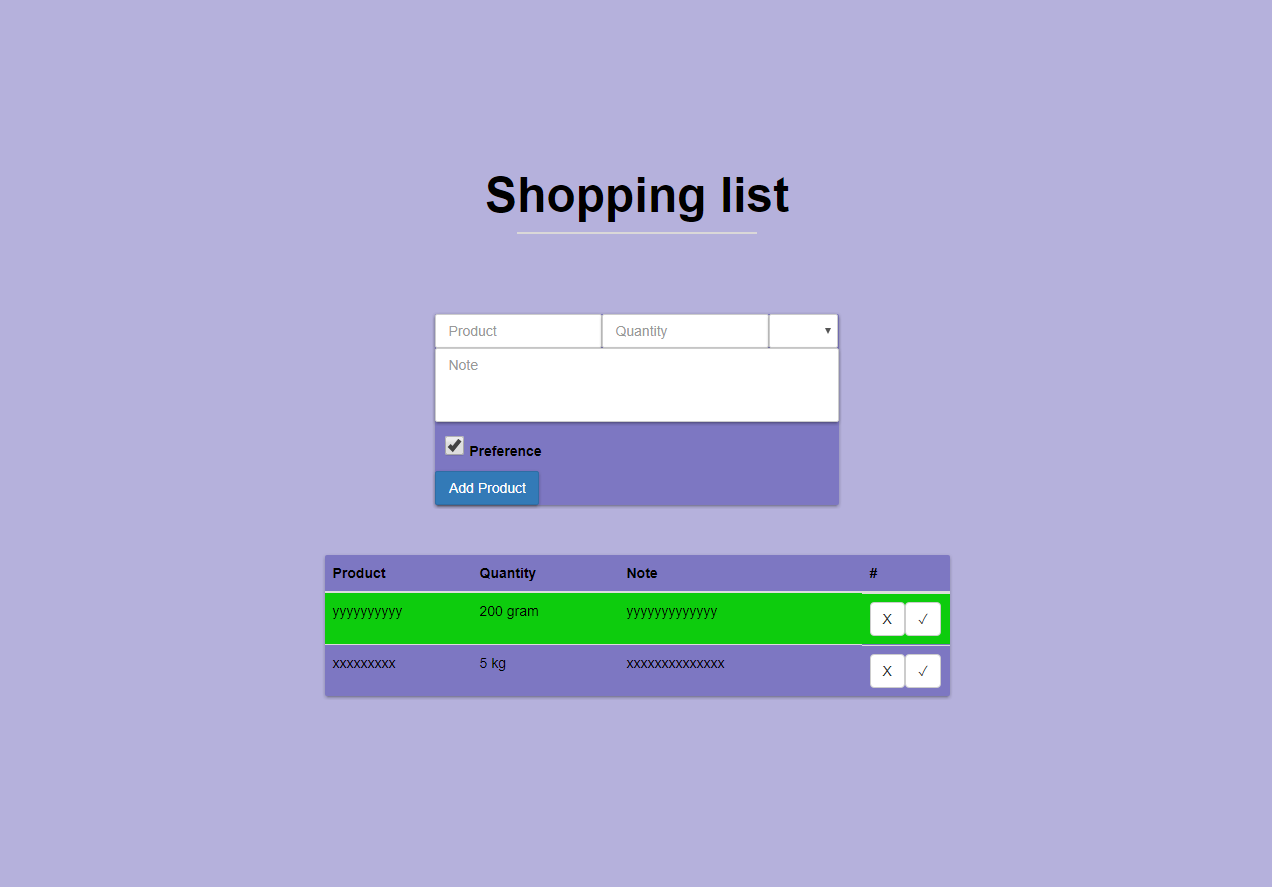 Shopping list
Product Quantity
Note
Preference
Add Product
Product Quantity Note #
yyyyyyyyyy 200 gram yyyyyyyyyyyyy X ✓
xxxxxxxxx 5 kg xxxxxxxxxxxxxx X ✓